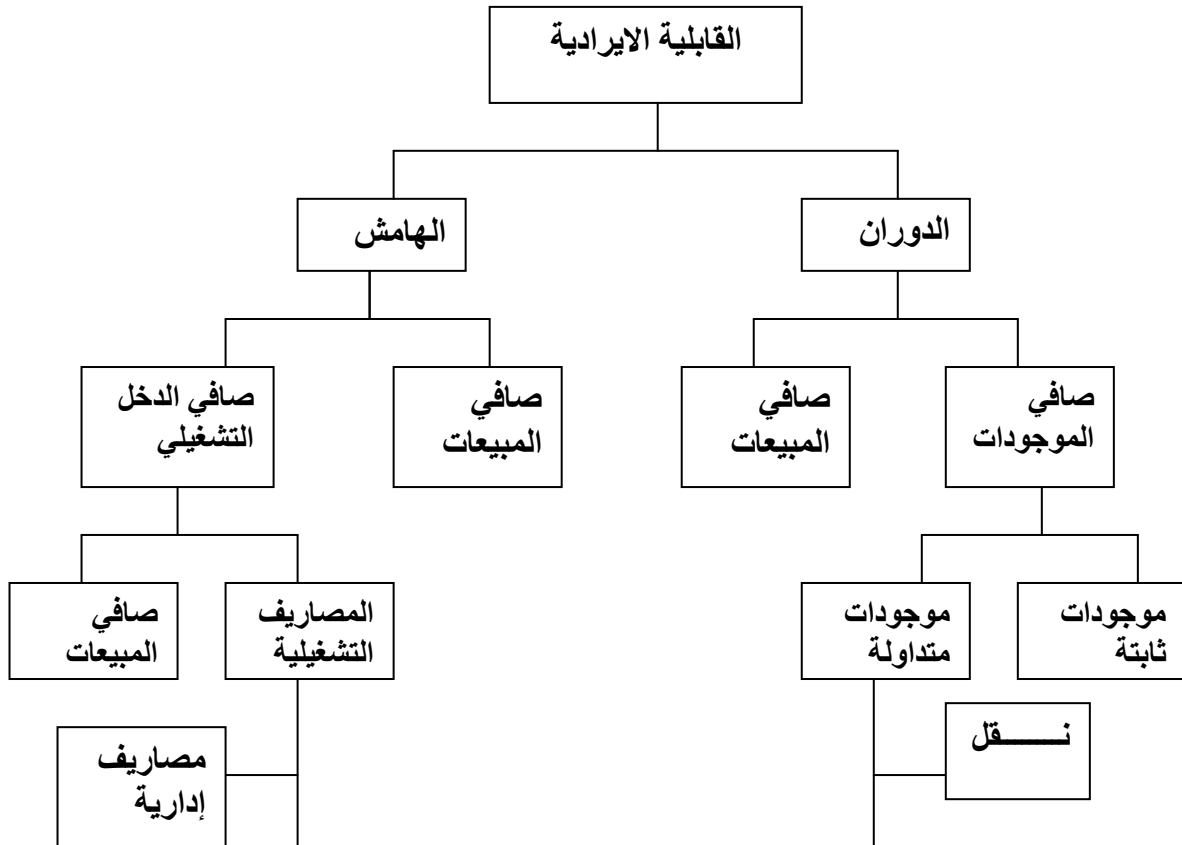 القابلية الايرادية
الدوران
الهامش
صافي
الموجودات
صافي
المبيعات
صافي
المبيعات
صافي الدخل
التشغيلي
موجودات
ثابتة
موجودات
متداولة
المصاريف
التشغيلية
صافي
المبيعات
نـــــــقل
مصاريف
إدارية